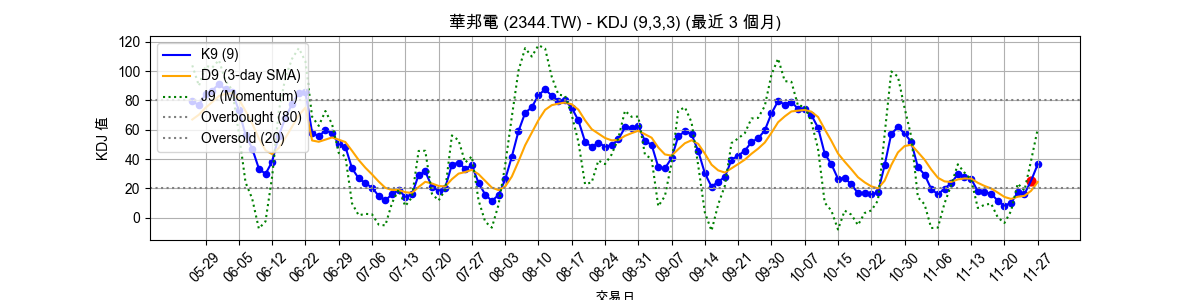 華邦電 (2344.TW) - KDJ (9,3,3) (最近 3 個月)
KDJ 值
120
100
80
60
40
20
0
K9 (9)
D9 (3-day SMA)
J9 (Momentum)
Overbought (80)
Oversold (20)
05-29 06-05 06-12 06-22 06-29 07-06 07-13 07-20 07-27 08-03 08-10 08-17 08-24 08-31 09-07 09-14 09-21 09-30 10-07 10-15 10-22 10-30 11-06 11-13 11-20 11-27
交易日